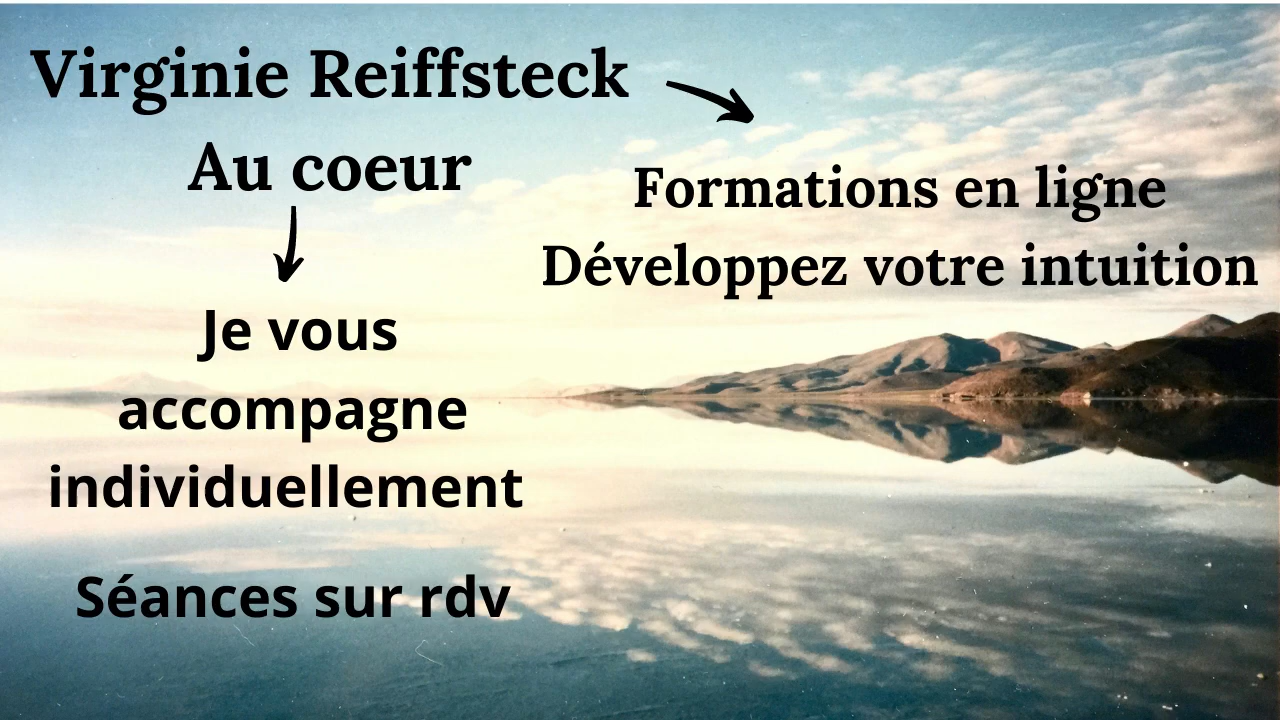 Virginie Reiffsteck
Au coeur
Je vous
accompagne
individuellement
Séances sur rdv
Formations en ligne
Développez votre intuition